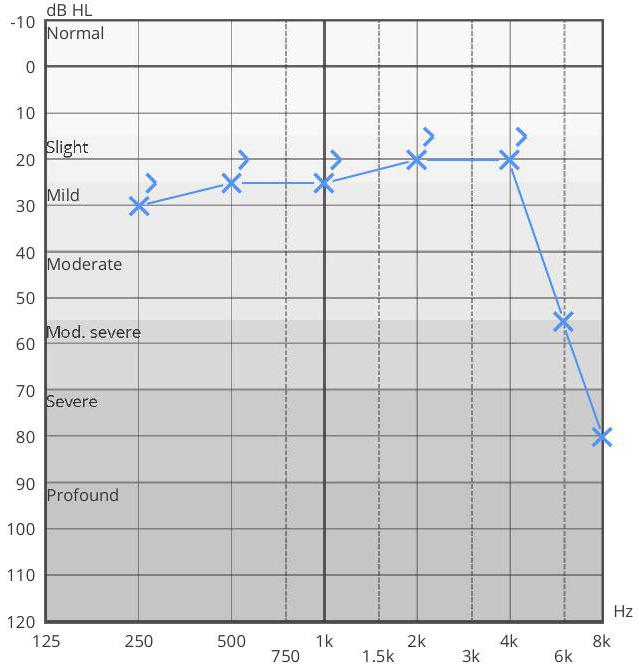 dB HL
-10
Normal
0
10
Slight
20
Mild
30
40
Moderate
50
Mod. severe
60
70
Severe
80
90
Profound
100
110
120
Hz
125 250 500 1k 2k 4k 8k
750 1.5k 3k 6k